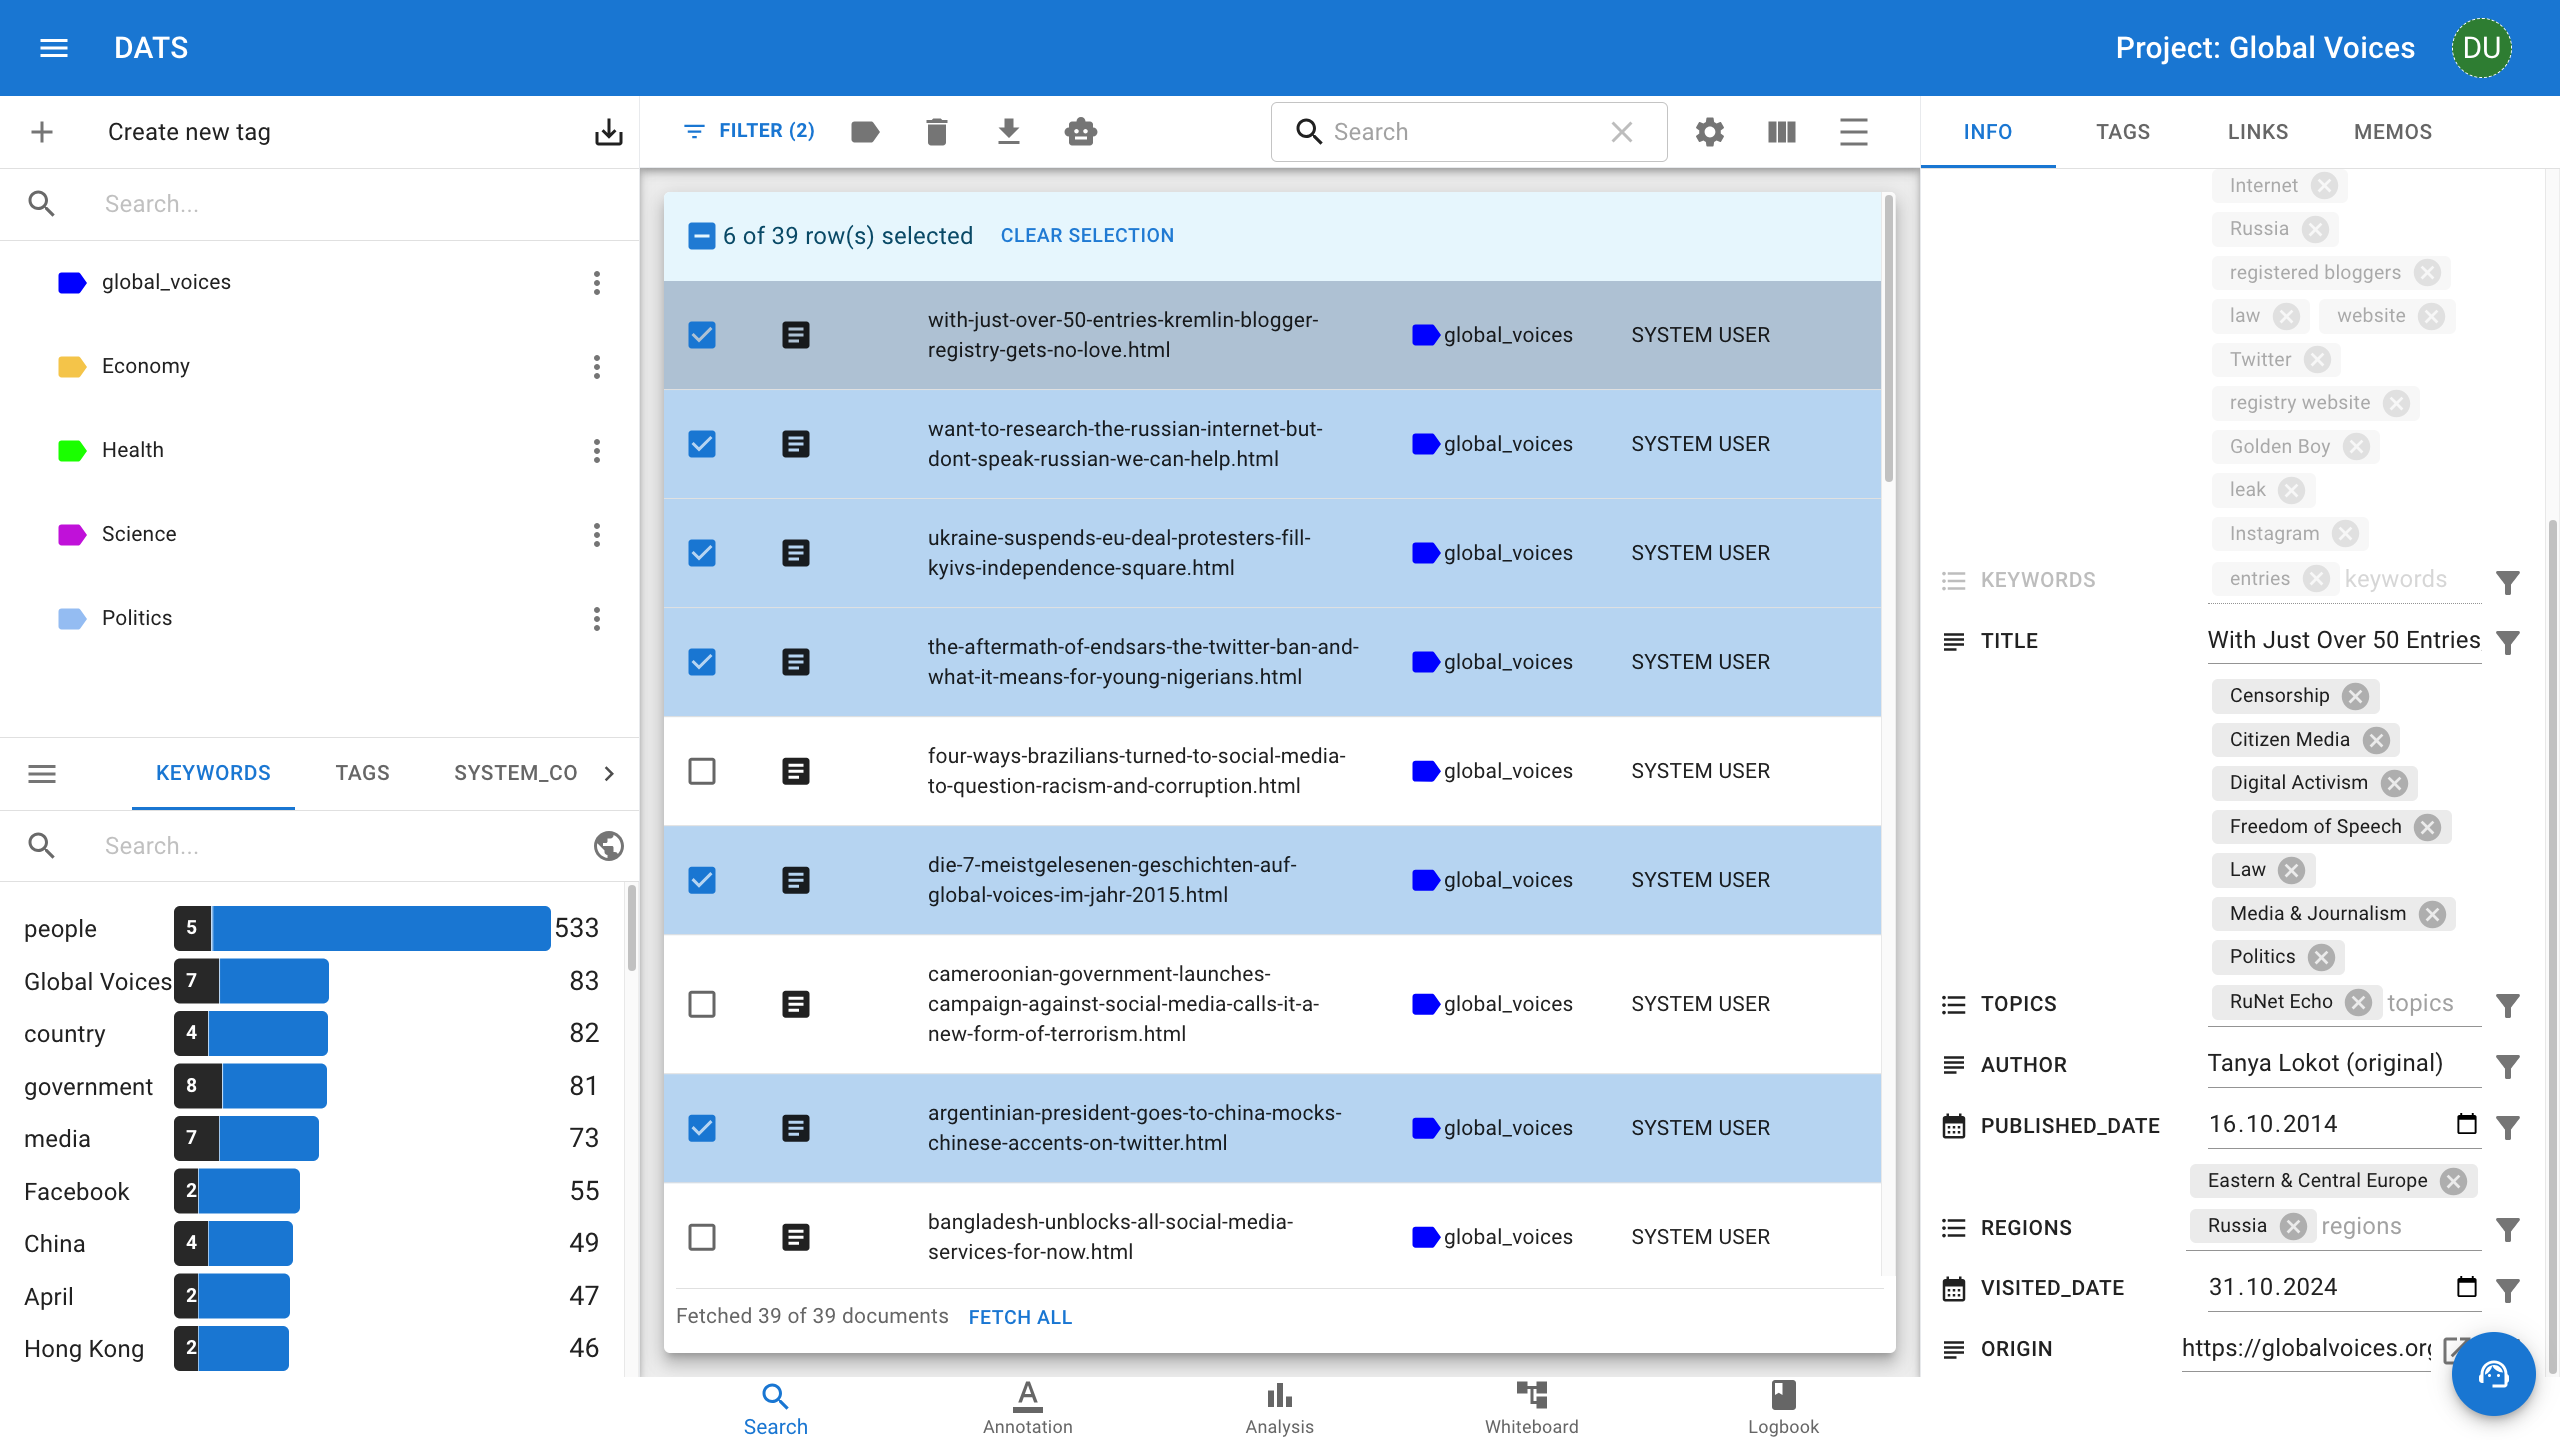 DATS
Project: Global Voices
DU
Create new tag
Search...
global_voices
Economy
Health
Science
Politics
KEYWORDS
TAGS
SYSTEM_CO
Search...
people 5 533
Global Voices 7 83
country 4 82
government 8 81
media 7 73
Facebook 2 55
China 4 49
April 2 47
Hong Kong 2 46
FILTER (2)
Search
6 of 39 row(s) selected
CLEAR SELECTION
with-just-over-50-entries-kremlin-blogger-
registry-gets-no-love.html
global_voices
SYSTEM USER
want-to-research-the-russian-internet-but-
dont-speak-russian-we-can-help.html
global_voices
SYSTEM USER
ukraine-suspends-eu-deal-protesters-fill-
kyivs-independence-square.html
global_voices
SYSTEM USER
the-aftermath-of-endsars-the-twitter-ban-and-
what-it-means-for-young-nigerians.html
global_voices
SYSTEM USER
four-ways-brazilians-turned-to-social-media-
to-question-racism-and-corruption.html
global_voices
SYSTEM USER
die-7-meistgelesenen-geschichten-auf-
global-voices-im-jahr-2015.html
global_voices
SYSTEM USER
cameroonian-government-launches-
campaign-against-social-media-calls-it-a-
new-form-of-terrorism.html
global_voices
SYSTEM USER
argentinian-president-goes-to-china-mocks-
chinese-accents-on-twitter.html
global_voices
SYSTEM USER
bangladesh-unblocks-all-social-media-
services-for-now.html
global_voices
SYSTEM USER
Fetched 39 of 39 documents
FETCH ALL
INFO
TAGS
LINKS
MEMOS
Internet
Russia
registered bloggers
law website
Twitter
registry website
Golden Boy
leak
Instagram
KEYWORDS entries keywords
TITLE With Just Over 50 Entries
Censorship
Citizen Media
Digital Activism
Freedom of Speech
Law
Media & Journalism
Politics
TOPICS RuNet Echo topics
AUTHOR Tanya Lokot (original)
PUBLISHED_DATE 16.10.2014
Eastern & Central Europe
REGIONS Russia regions
VISITED_DATE 31.10.2024
ORIGIN https://globalvoices.org
Search
Annotation
Analysis
Whiteboard
Logbook